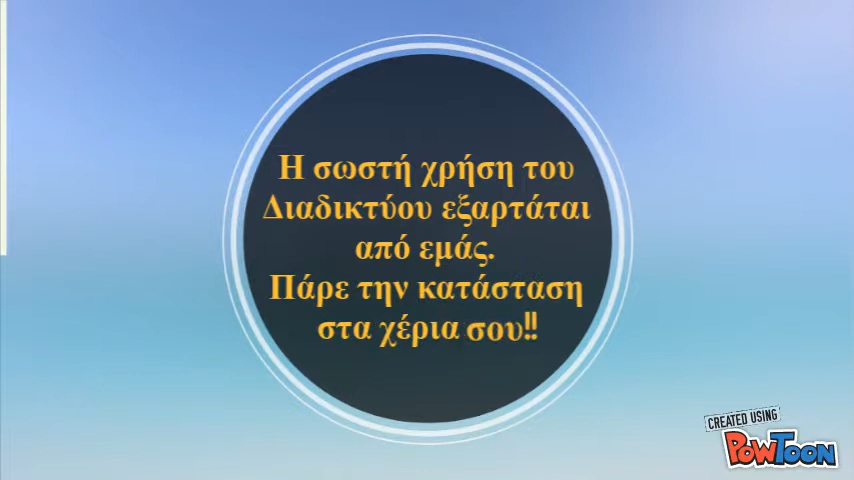 Η σωστή χρήση του
Διαδικτύου εξαρτάται
από εμάς.
Πάρε την κατάσταση
στα χέρια σου!!
CREATED USING
POWTOON